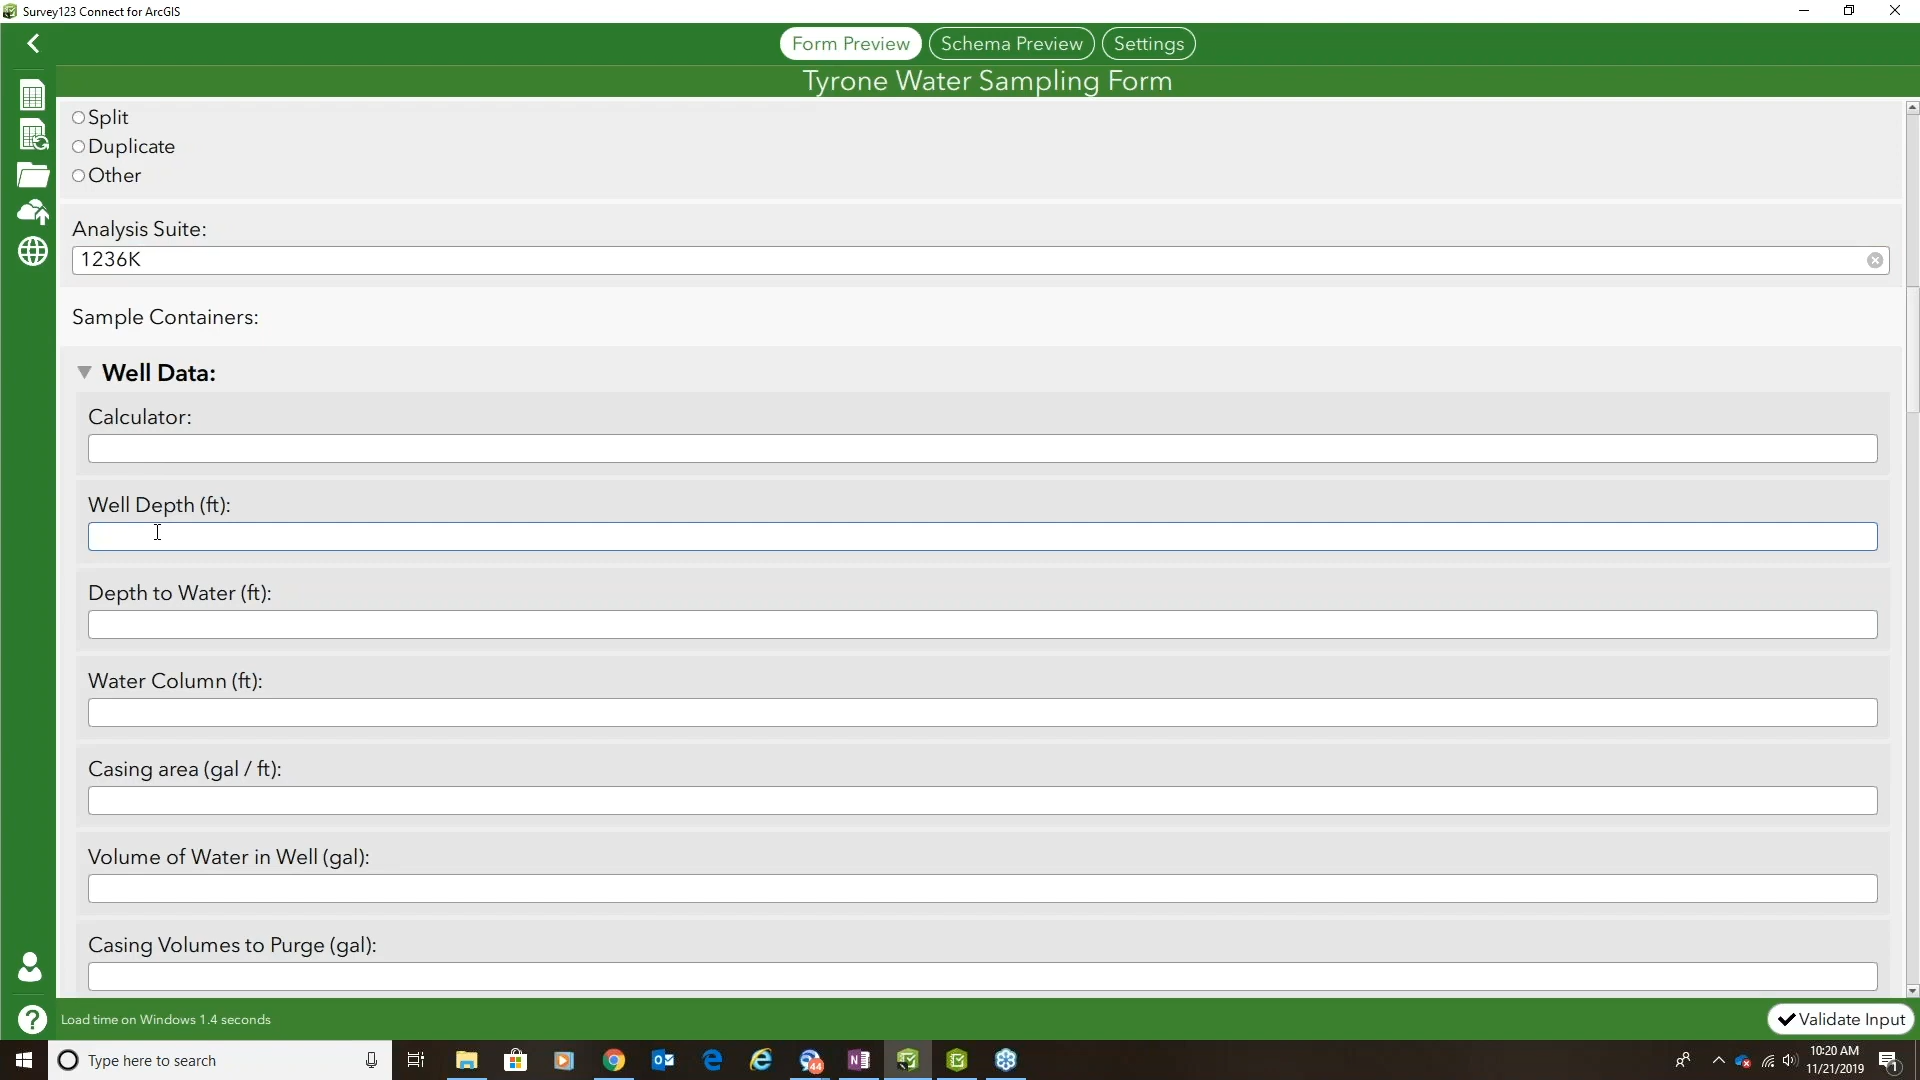 Survey123 Connect for ArcGIS
Form Preview
Schema Preview
Settings
Tyrone Water Sampling Form
Split
Duplicate
Other
Analysis Suite:
1236K
Sample Containers:
Well Data:
Calculator:
Well Depth (ft):
Depth to Water (ft):
Water Column (ft):
Casing area (gal / ft):
Volume of Water in Well (gal):
Casing Volumes to Purge (gal):
? Load time on Windows 1.4 seconds
Validate Input
Type here to search
44
10:20 AM
11/21/2019
1